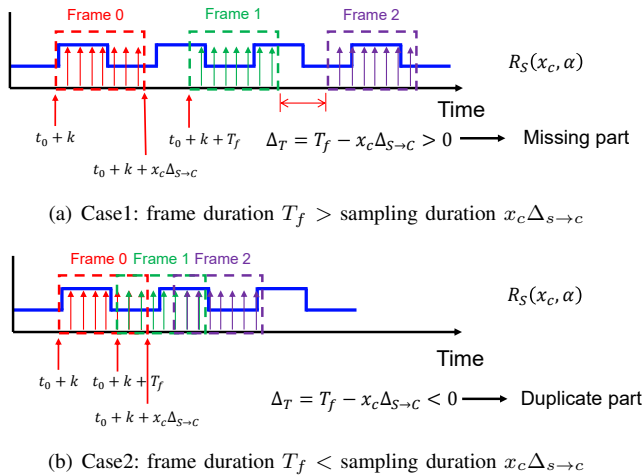 Frame 0 Frame 1 Frame 2
R_S(x_c, α)
Time
t_0 + k t_0 + k + T_f Δ_T = T_f − x_cΔ_{S→C} > 0 Missing part
t_0 + k + x_cΔ_{S→C}
(a) Case1: frame duration T_f > sampling duration x_cΔ_{s→c}
Frame 0 Frame 1 Frame 2
R_S(x_c, α)
Time
t_0 + k t_0 + k + T_f Δ_T = T_f − x_cΔ_{S→C} < 0 Duplicate part
t_0 + k + x_cΔ_{S→C}
(b) Case2: frame duration T_f < sampling duration x_cΔ_{s→c}